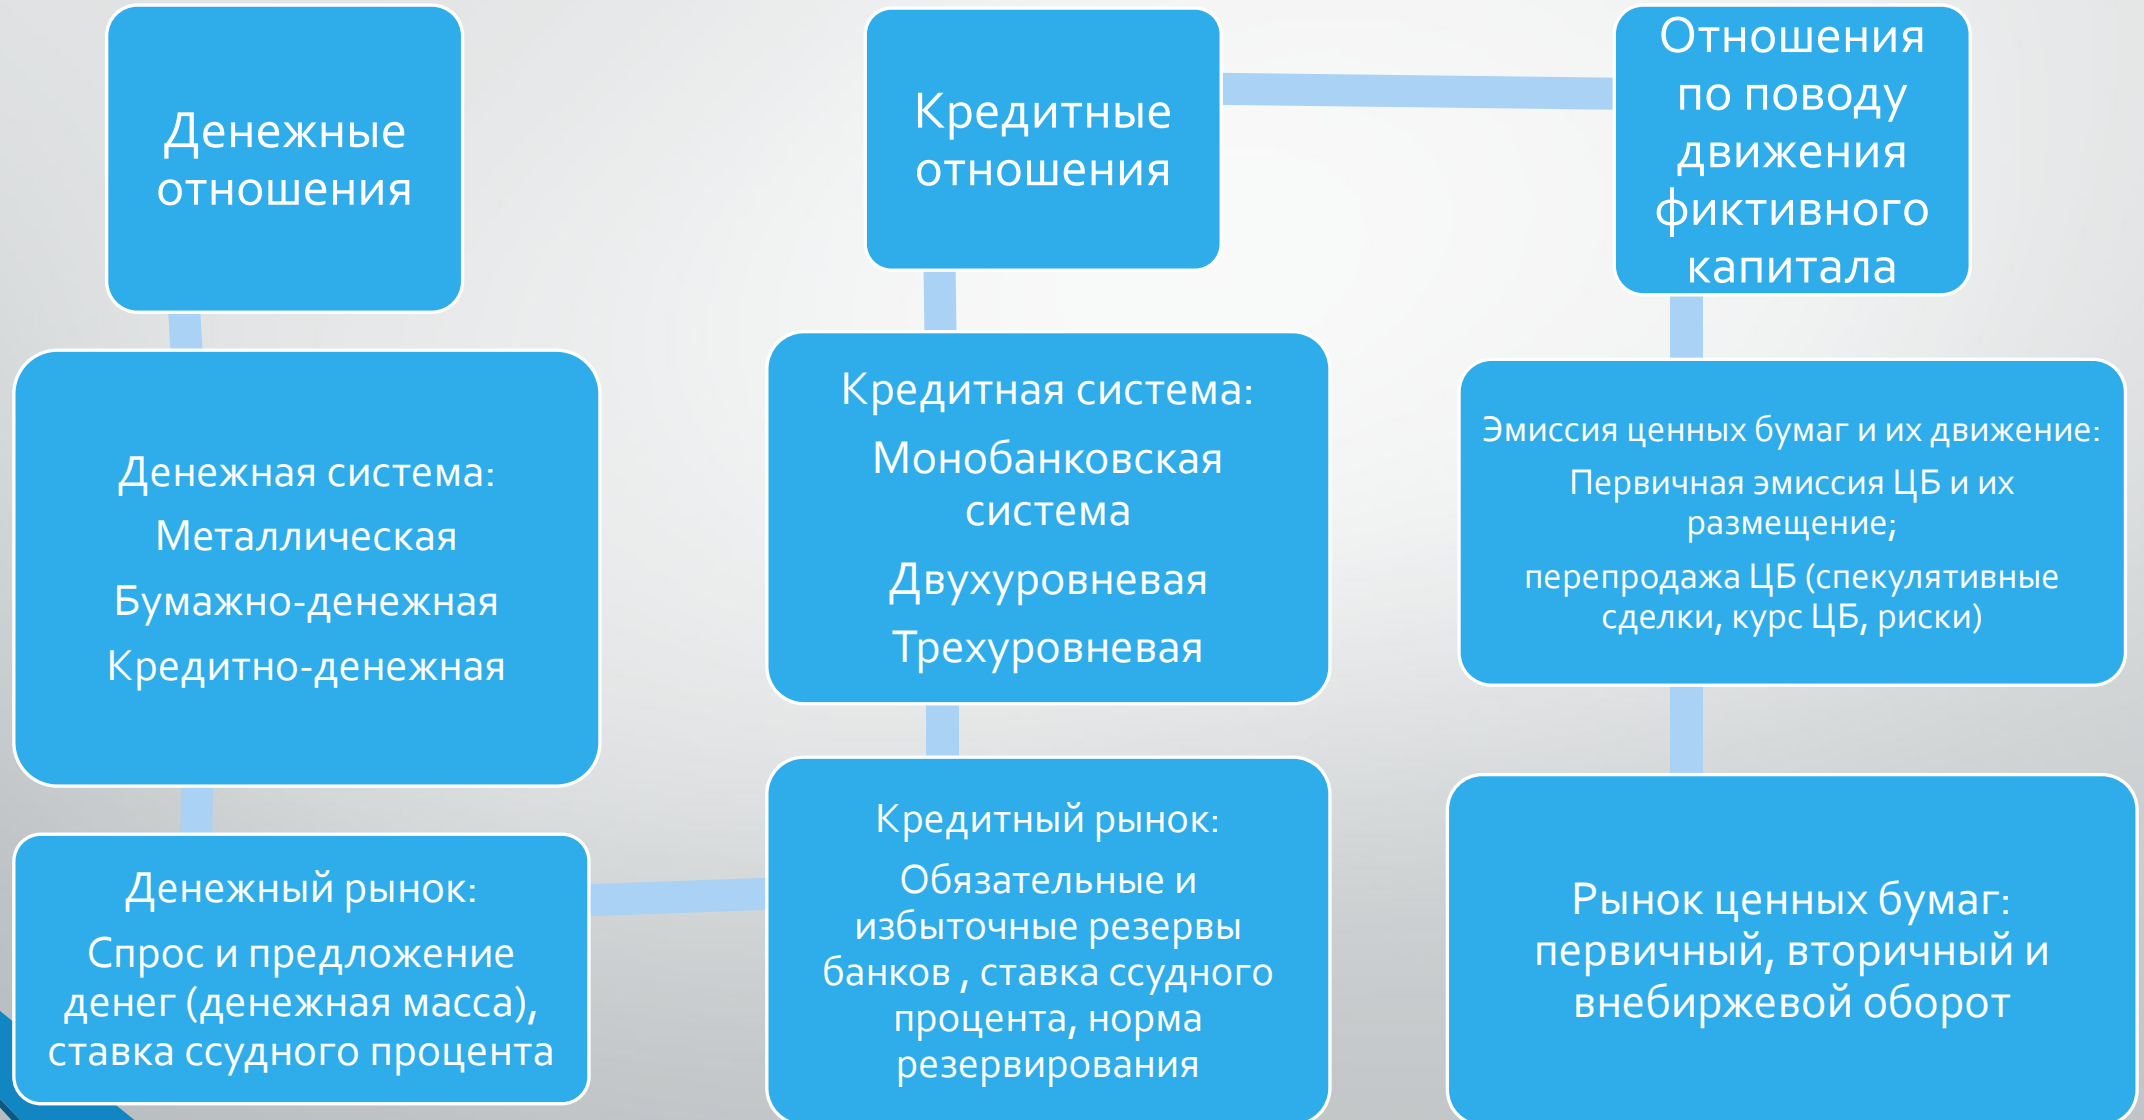 Денежные
отношения
Денежная система:
Металлическая
Бумажно-денежная
Кредитно-денежная
Денежный рынок:
Спрос и предложение
денег (денежная масса),
ставка ссудного процента
Кредитные
отношения
Кредитная система:
Монобанковская
система
Двухуровневая
Трехуровневая
Кредитный рынок:
Обязательные и
избыточные резервы
банков , ставка ссудного
процента, норма
резервирования
Отношения
по поводу
движения
фиктивного
капитала
Эмиссия ценных бумаг и их движение:
Первичная эмиссия ЦБ и их
размещение;
перепродажа ЦБ (спекулятивные
сделки, курс ЦБ, риски)
Рынок ценных бумаг:
первичный, вторичный и
внебиржевой оборот